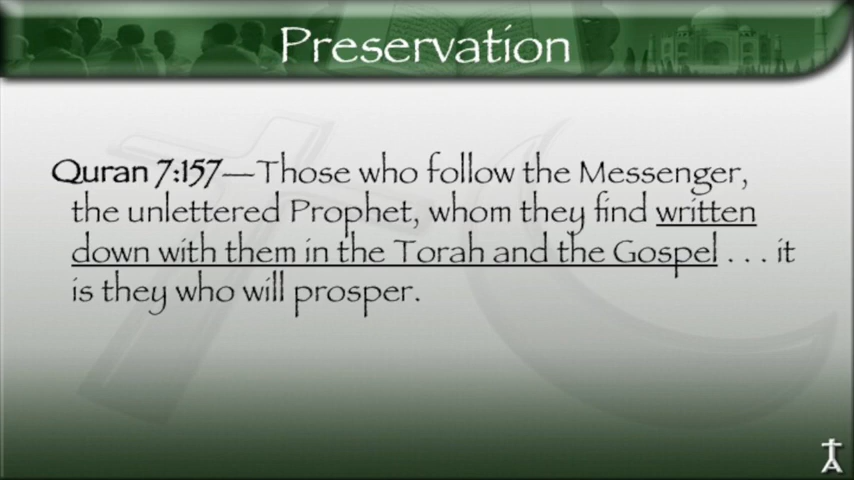 Preservation
Quran 7:157—Those who follow the Messenger,
the unlettered Prophet, whom they find written
down with them in the Torah and the Gospel . . . it
is they who will prosper.